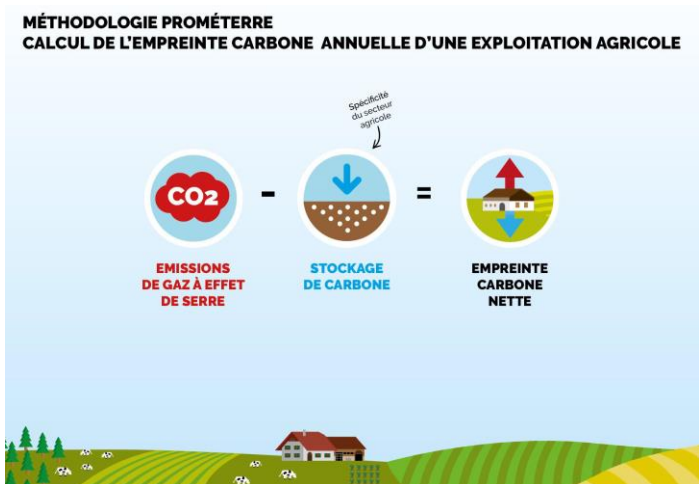 MÉTHODOLOGIE PROMÉTERRE
CALCUL DE L'EMPREINTE CARBONE ANNUELLE D'UNE EXPLOITATION AGRICOLE
Spécificité
du secteur
agricole
CO2
-
=
EMISSIONS
DE GAZ À EFFET
DE SERRE
STOCKAGE
DE CARBONE
EMPREINTE
CARBONE
NETTE